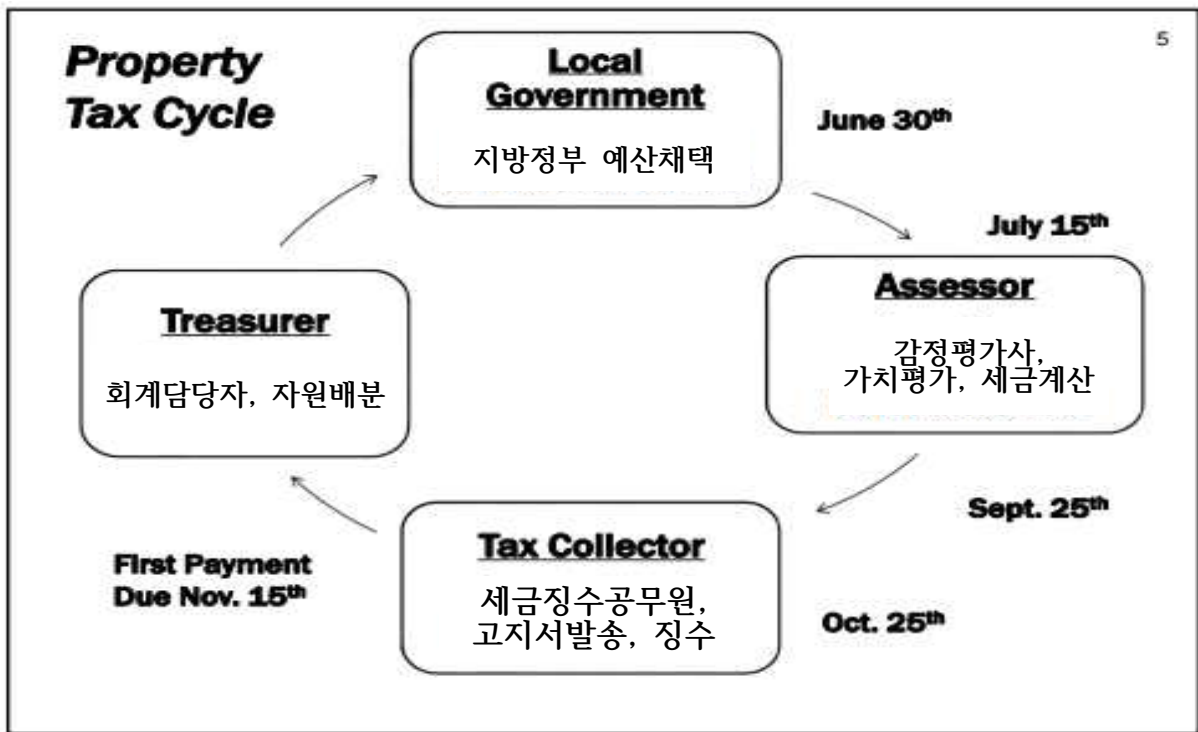 Property
Tax Cycle
5
Local
Government
지방정부 예산채택
June 30th
July 15th
Assessor
감정평가사,
가치평가, 세금계산
Sept. 25th
Oct. 25th
Tax Collector
세금징수공무원,
고지서발송, 징수
First Payment
Due Nov. 15th
Treasurer
회계담당자, 자원배분